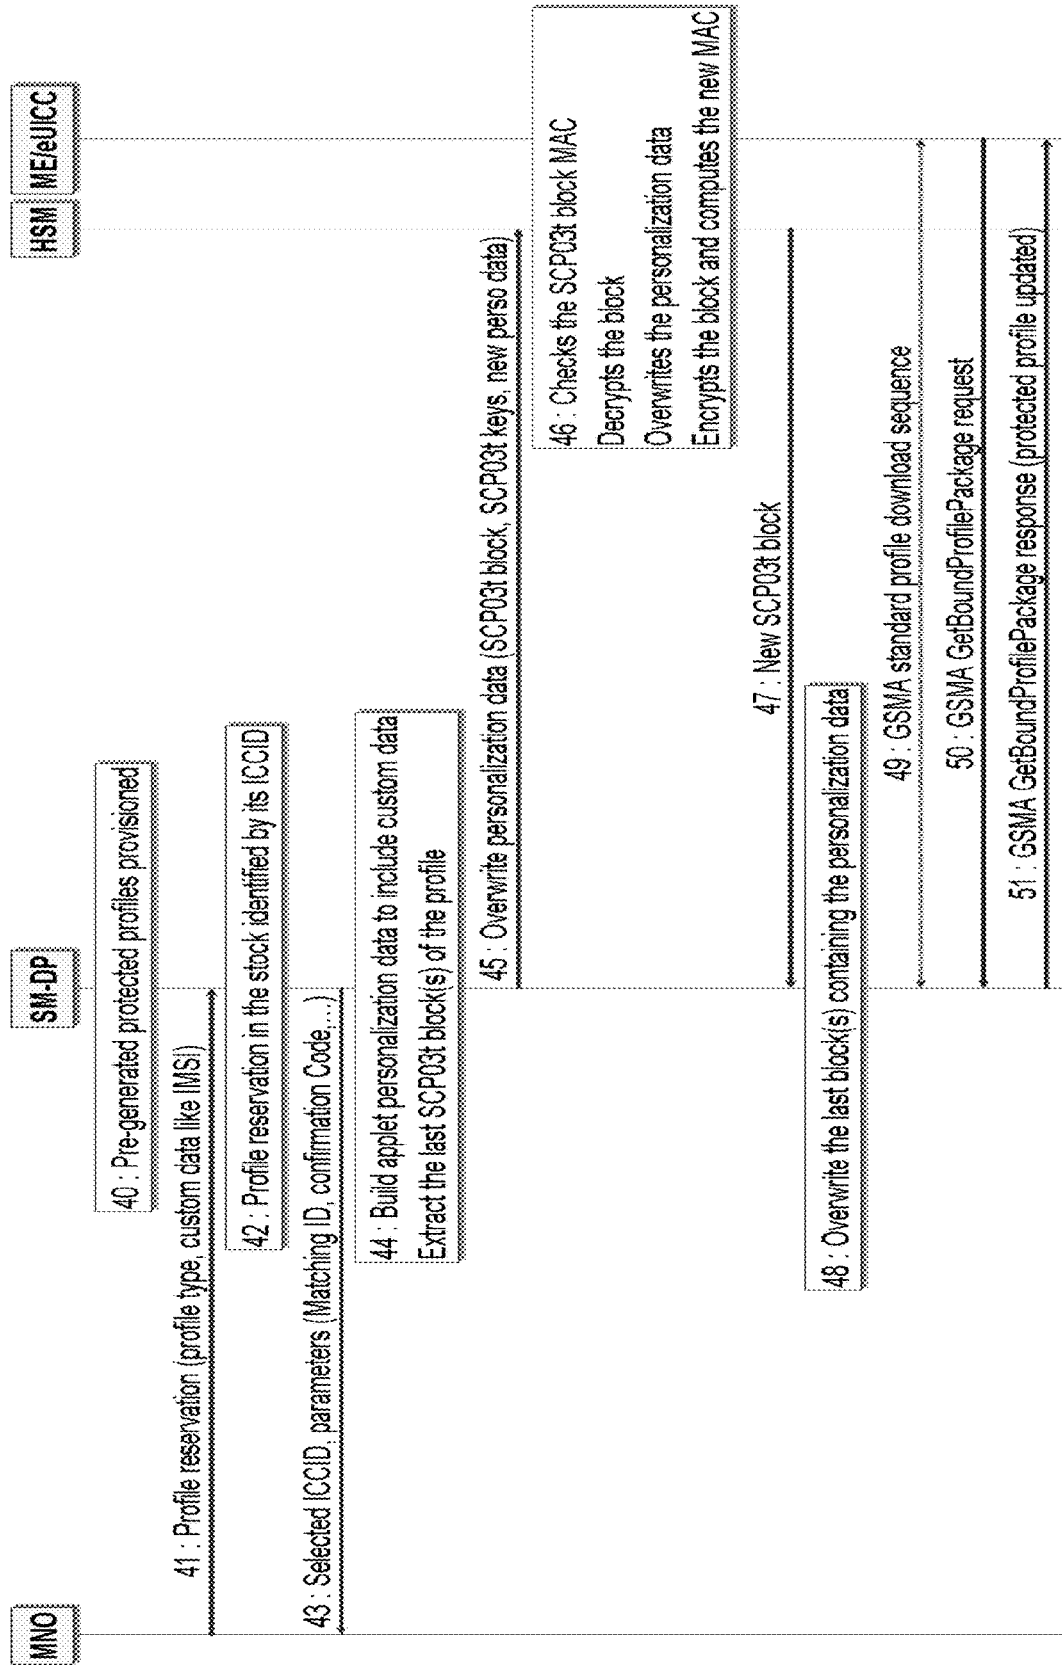 MNO
SM-DP
HSM
ME/eUICC
40 : Pre-generated protected profiles provisioned
41 : Profile reservation (profile type, custom data like IMSI)
42 : Profile reservation in the stock identified by its ICCID
43 : Selected ICCID, parameters (Matching ID, confirmation Code,...)
44 : Build applet personalization data to include custom data
Extract the last SCP03t block(s) of the profile
45 : Overwrite personalization data (SCP03t block, SCP03t keys, new perso data)
46 : Checks the SCP03t block MAC
Decrypts the block
Overwrites the personalization data
Encrypts the block and computes the new MAC
47 : New SCP03t block
48 : Overwrite the last block(s) containing the personalization data
49 : GSMA standard profile download sequence
50 : GSMA GetBoundProfilePackage request
51 : GSMA GetBoundProfilePackage response (protected profile updated)